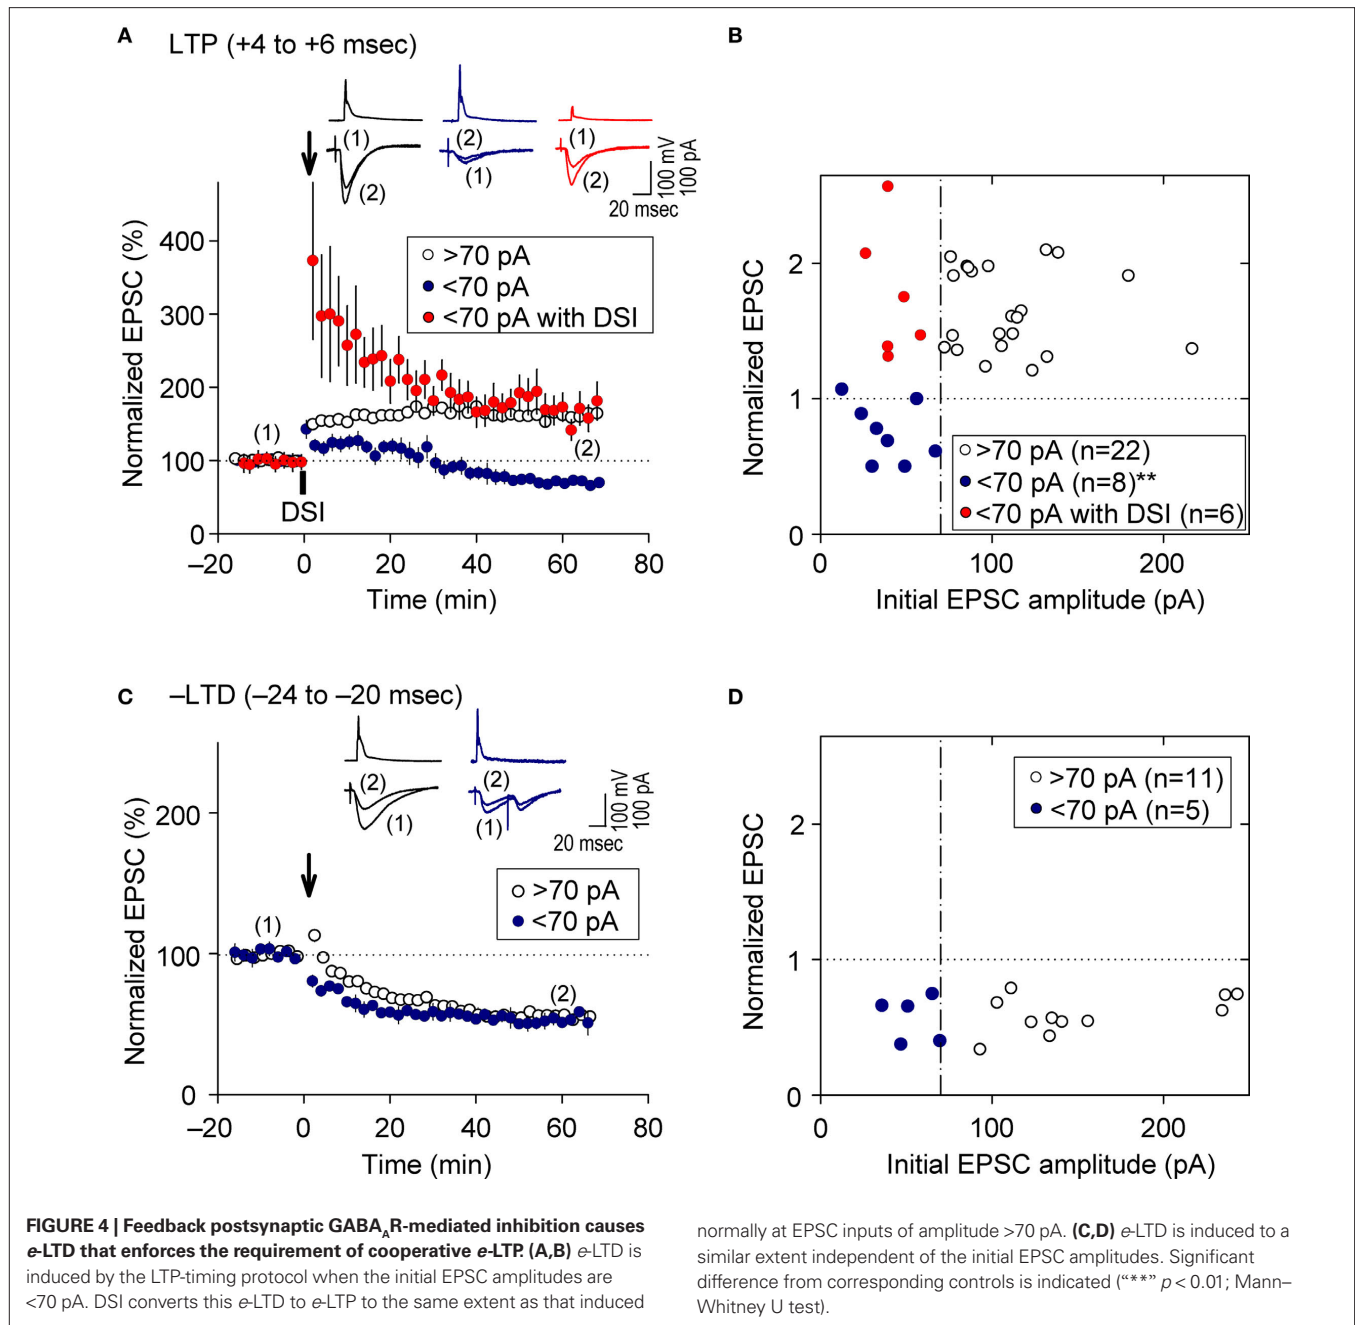 A LTP (+4 to +6 msec)
(1)
(2)
(2)
(1)
(1)
(2)
100 mV
100 pA
20 msec
Normalized EPSC (%)
400
300
200
100
0
>70 pA
<70 pA
<70 pA with DSI
(1)
(2)
DSI
–20 0 20 40 60 80
Time (min)
B
Normalized EPSC
2
1
0
>70 pA (n=22)
<70 pA (n=8)**
<70 pA with DSI (n=6)
0 100 200
Initial EPSC amplitude (pA)
C –LTD (–24 to –20 msec)
(2)
(1)
(2)
(1)
100 mV
100 pA
20 msec
Normalized EPSC (%)
200
100
0
>70 pA
<70 pA
(1)
(2)
–20 0 20 40 60 80
Time (min)
D
Normalized EPSC
2
1
0
>70 pA (n=11)
<70 pA (n=5)
0 100 200
Initial EPSC amplitude (pA)
FIGURE 4 | Feedback postsynaptic GABAAR-mediated inhibition causes
e-LTD that enforces the requirement of cooperative e-LTP. (A,B) e-LTD is
induced by the LTP-timing protocol when the initial EPSC amplitudes are
<70 pA. DSI converts this e-LTD to e-LTP to the same extent as that induced
normally at EPSC inputs of amplitude >70 pA. (C,D) e-LTD is induced to a
similar extent independent of the initial EPSC amplitudes. Significant
difference from corresponding controls is indicated (“**” p < 0.01; Mann–
Whitney U test).